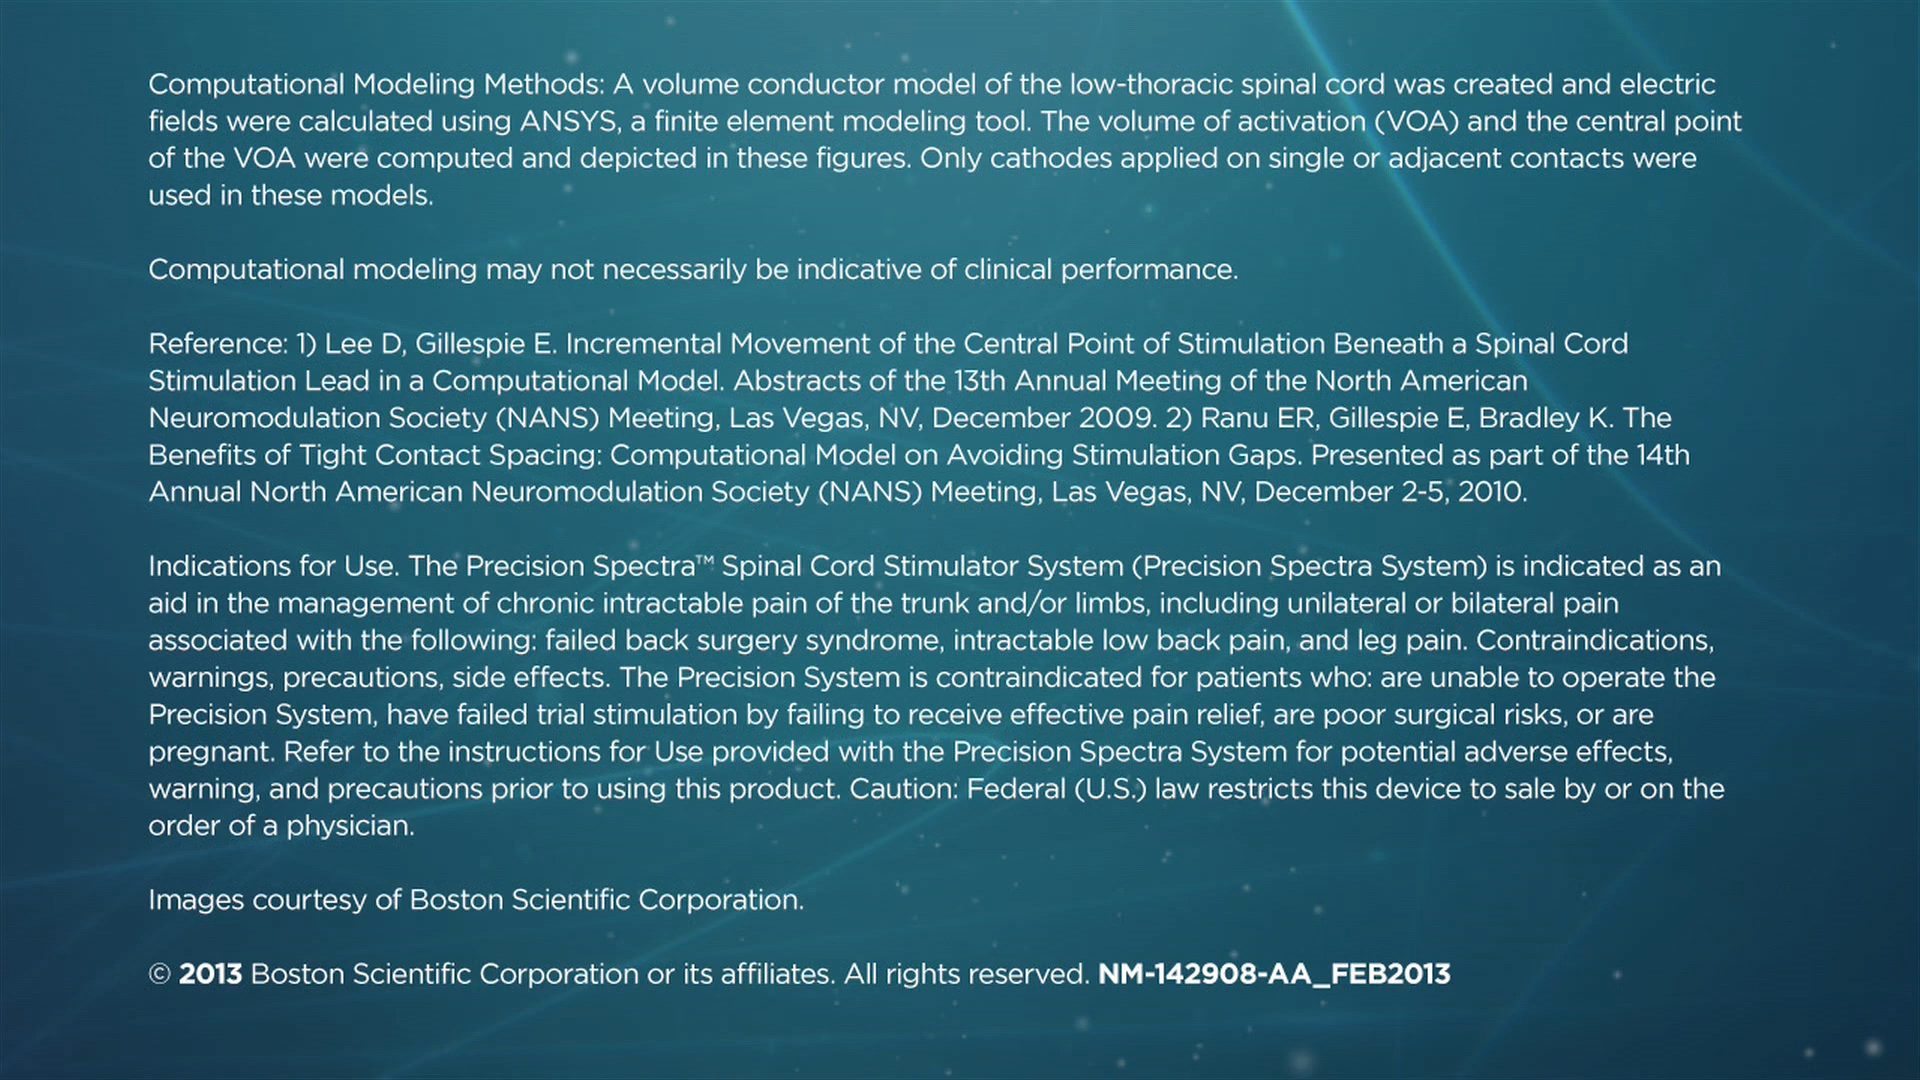 Computational Modeling Methods: A volume conductor model of the low-thoracic spinal cord was created and electric
fields were calculated using ANSYS, a finite element modeling tool. The volume of activation (VOA) and the central point
of the VOA were computed and depicted in these figures. Only cathodes applied on single or adjacent contacts were
used in these models.
Computational modeling may not necessarily be indicative of clinical performance.
Reference: 1) Lee D, Gillespie E. Incremental Movement of the Central Point of Stimulation Beneath a Spinal Cord
Stimulation Lead in a Computational Model. Abstracts of the 13th Annual Meeting of the North American
Neuromodulation Society (NANS) Meeting, Las Vegas, NV, December 2009. 2) Ranu ER, Gillespie E, Bradley K. The
Benefits of Tight Contact Spacing: Computational Model on Avoiding Stimulation Gaps. Presented as part of the 14th
Annual North American Neuromodulation Society (NANS) Meeting, Las Vegas, NV, December 2-5, 2010.
Indications for Use. The Precision Spectra™ Spinal Cord Stimulator System (Precision Spectra System) is indicated as an
aid in the management of chronic intractable pain of the trunk and/or limbs, including unilateral or bilateral pain
associated with the following: failed back surgery syndrome, intractable low back pain, and leg pain. Contraindications,
warnings, precautions, side effects. The Precision System is contraindicated for patients who: are unable to operate the
Precision System, have failed trial stimulation by failing to receive effective pain relief, are poor surgical risks, or are
pregnant. Refer to the instructions for Use provided with the Precision Spectra System for potential adverse effects,
warning, and precautions prior to using this product. Caution: Federal (U.S.) law restricts this device to sale by or on the
order of a physician.
Images courtesy of Boston Scientific Corporation.
© 2013 Boston Scientific Corporation or its affiliates. All rights reserved. NM-142908-AA_FEB2013